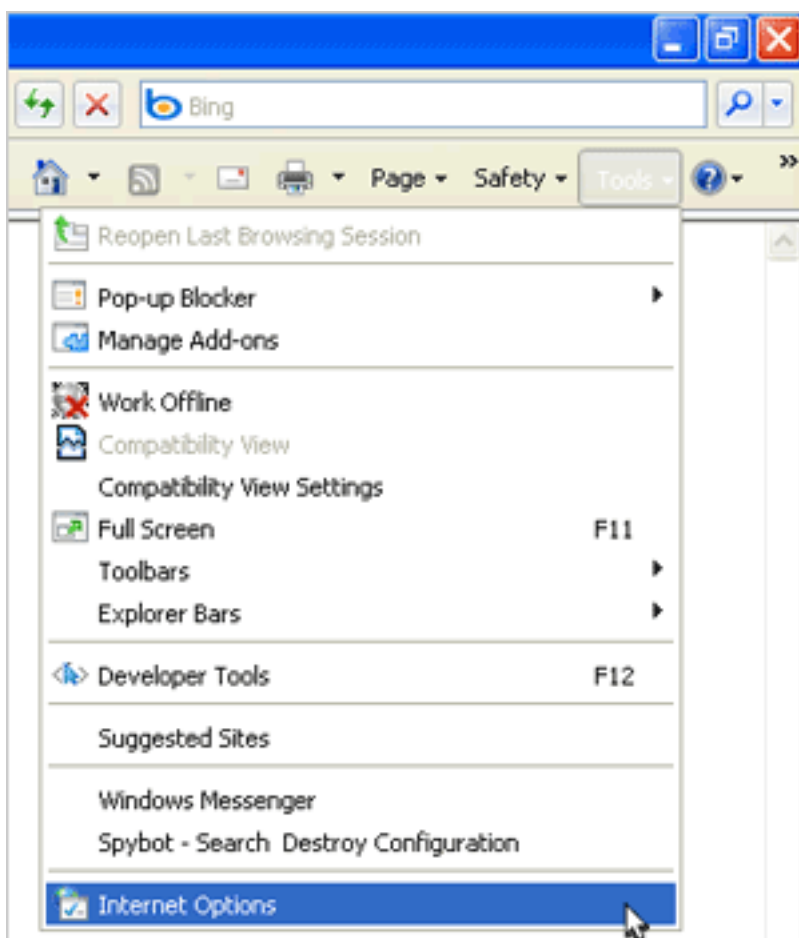 Bing
Page Safety Tools
Reopen Last Browsing Session
Pop-up Blocker
Manage Add-ons
Work Offline
Compatibility View
Compatibility View Settings
Full Screen F11
Toolbars
Explorer Bars
Developer Tools F12
Suggested Sites
Windows Messenger
Spybot - Search Destroy Configuration
Internet Options